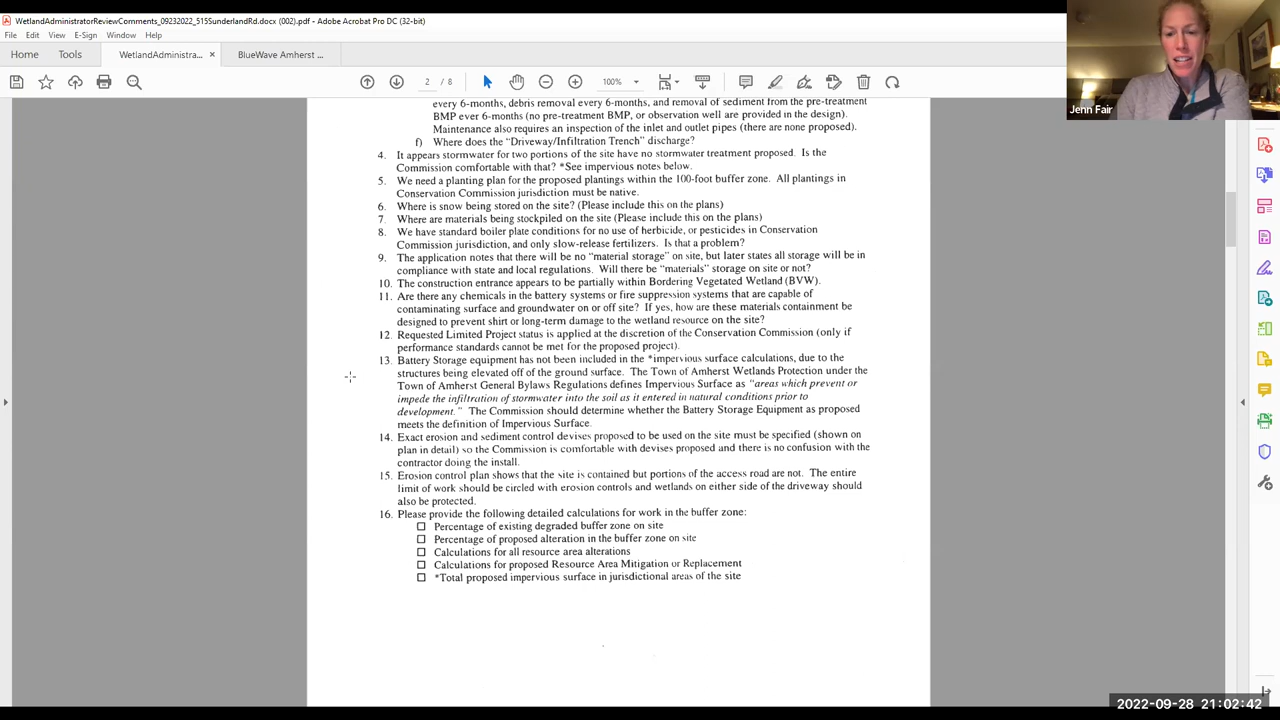 WetlandAdministratorReviewComments_09232022_515SunderlandRd.docx (002).pdf - Adobe Acrobat Pro DC (32-bit)
File Edit View E-Sign Window Help
Home Tools WetlandAdministra... × BlueWave Amherst ...
2 / 8 100%
Jenn Fair
every 6-months, debris removal every 6-months, and removal of sediment from the pre-treatment
BMP ever 6-months (no pre-treatment BMP, or observation well are provided in the design).
Maintenance also requires an inspection of the inlet and outlet pipes (there are none proposed).
f) Where does the “Driveway/Infiltration Trench” discharge?
4. It appears stormwater for two portions of the site have no stormwater treatment proposed. Is the
Commission comfortable with that? *See impervious notes below.
5. We need a planting plan for the proposed plantings within the 100-foot buffer zone. All plantings in
Conservation Commission jurisdiction must be native.
6. Where is snow being stored on the site? (Please include this on the plans)
7. Where are materials being stockpiled on the site (Please include this on the plans)
8. We have standard boiler plate conditions for no use of herbicide, or pesticides in Conservation
Commission jurisdiction, and only slow-release fertilizers. Is that a problem?
9. The application notes that there will be no “material storage” on site, but later states all storage will be in
compliance with state and local regulations. Will there be “materials” storage on site or not?
10. The construction entrance appears to be partially within Bordering Vegetated Wetland (BVW).
11. Are there any chemicals in the battery systems or fire suppression systems that are capable of
contaminating surface and groundwater on or off site? If yes, how are these materials containment be
designed to prevent shirt or long-term damage to the wetland resource on the site?
12. Requested Limited Project status is applied at the discretion of the Conservation Commission (only if
performance standards cannot be met for the proposed project).
13. Battery Storage equipment has not been included in the *impervious surface calculations, due to the
structures being elevated off of the ground surface. The Town of Amherst Wetlands Protection under the
Town of Amherst General Bylaws Regulations defines Impervious Surface as “areas which prevent or
impede the infiltration of stormwater into the soil as it entered in natural conditions prior to
development.” The Commission should determine whether the Battery Storage Equipment as proposed
meets the definition of Impervious Surface.
14. Exact erosion and sediment control devises proposed to be used on the site must be specified (shown on
plan in detail) so the Commission is comfortable with devises proposed and there is no confusion with the
contractor doing the install.
15. Erosion control plan shows that the site is contained but portions of the access road are not. The entire
limit of work should be circled with erosion controls and wetlands on either side of the driveway should
also be protected.
16. Please provide the following detailed calculations for work in the buffer zone:
☐ Percentage of existing degraded buffer zone on site
☐ Percentage of proposed alteration in the buffer zone on site
☐ Calculations for all resource area alterations
☐ Calculations for proposed Resource Area Mitigation or Replacement
☐ *Total proposed impervious surface in jurisdictional areas of the site
2022-09-28 21:02:42